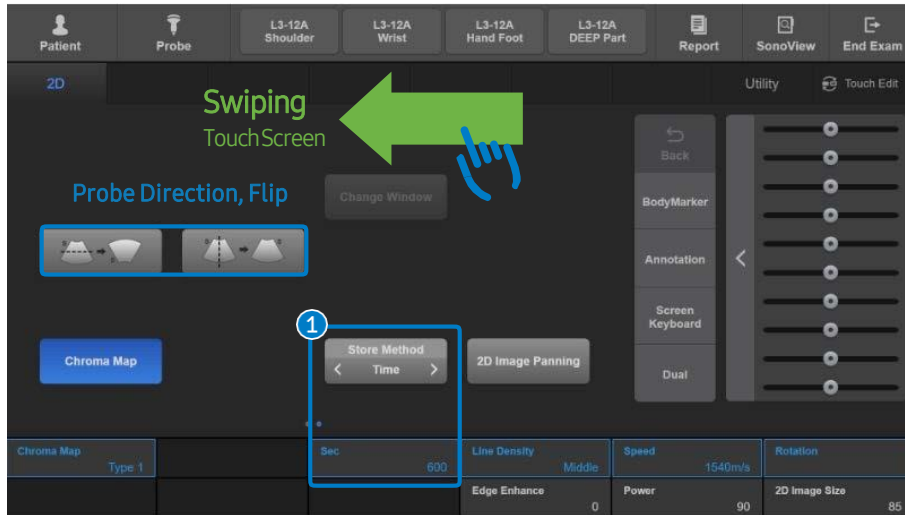 Patient
Probe
L3-12A
Shoulder
L3-12A
Wrist
L3-12A
Hand Foot
L3-12A
DEEP Part
Report
SonoView
End Exam
2D
Utility
Touch Edit
Swiping
Touch Screen
Back
Probe Direction, Flip
Change Window
BodyMarker
Annotation
Screen
Keyboard
1
Chroma Map
Store Method
< Time >
2D Image Panning
Dual
Chroma Map
Type 1
Sec
600
Line Density
Middle
Speed
1540m/s
Rotation
Edge Enhance
0
Power
90
2D Image Size
85